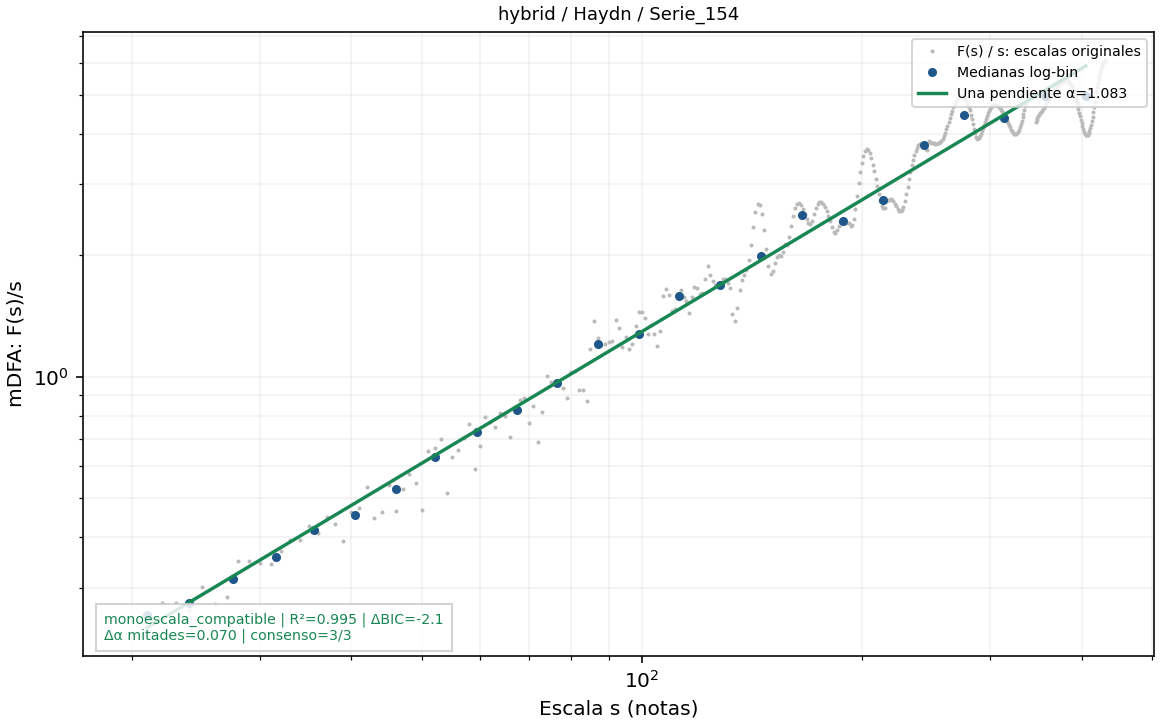 hybrid / Haydn / Serie_154
F(s) / s: escalas originales
Medianas log-bin
Una pendiente α=1.083
mDFA: F(s)/s
10⁰
monoescala_compatible | R²=0.995 | ΔBIC=-2.1
Δα mitades=0.070 | consenso=3/3
10²
Escala s (notas)